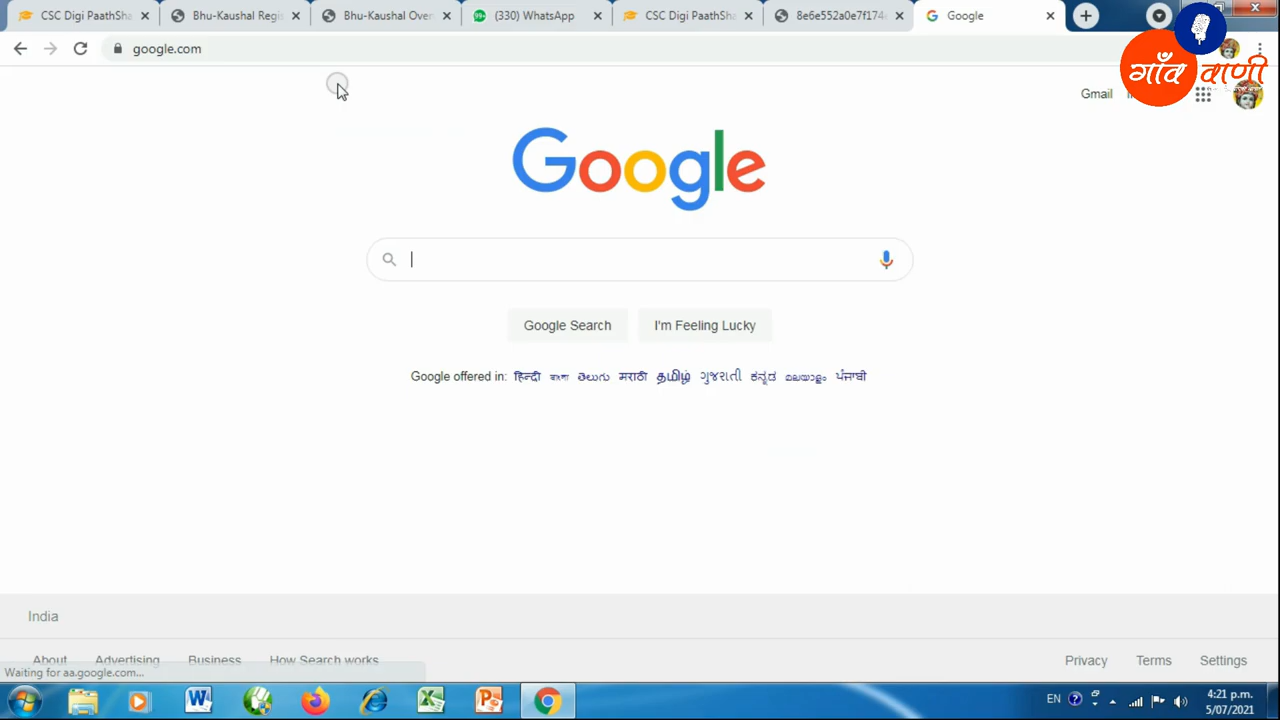 CSC Digi PaathSha
Bhu-Kaushal Regi
Bhu-Kaushal Over
99+
(330) WhatsApp
CSC Digi PaathSha
8e6e552a0e7f174
Google
google.com
गाँव वाणी
Gmail
Google
Google Search
I'm Feeling Lucky
Google offered in: हिन्दी বাংলা తెలుగు मराठी தமிழ் ગુજરાતી ಕನ್ನಡ മലയാളം ਪੰਜਾਬੀ
India
About Advertising Business How Search works
Privacy Terms Settings
Waiting for aa.google.com...
EN
4:21 p.m.
5/07/2021